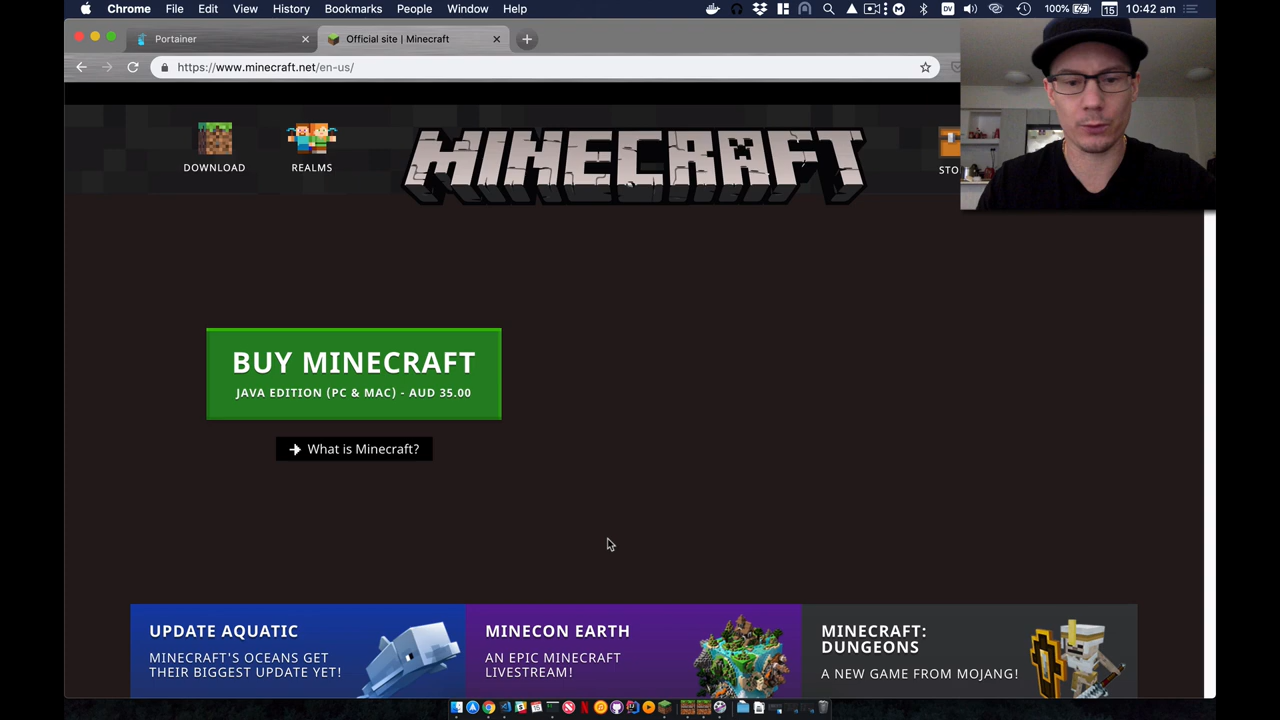 Chrome File Edit View History Bookmarks People Window Help
100% 15 10:42 am
Portainer
Official site | Minecraft
https://www.minecraft.net/en-us/
DOWNLOAD
REALMS
MINECRAFT
STO
BUY MINECRAFT
JAVA EDITION (PC & MAC) - AUD 35.00
What is Minecraft?
UPDATE AQUATIC
MINECRAFT'S OCEANS GET
THEIR BIGGEST UPDATE YET!
MINECON EARTH
AN EPIC MINECRAFT
LIVESTREAM!
MINECRAFT:
DUNGEONS
A NEW GAME FROM MOJANG!